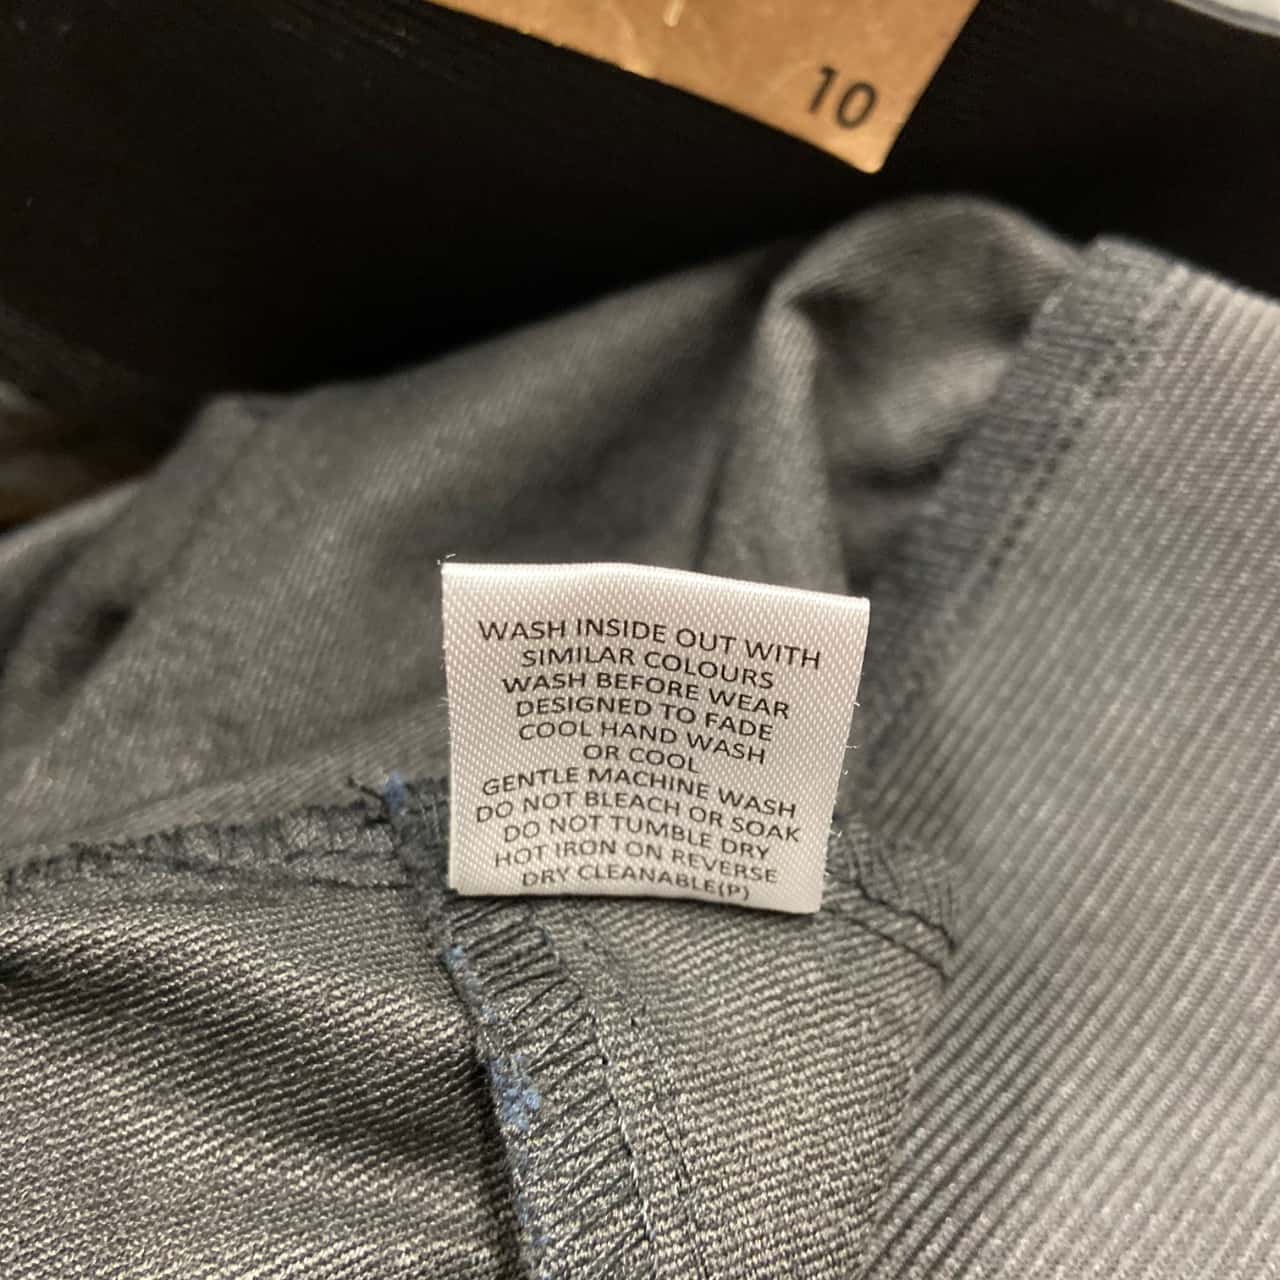 10
WASH INSIDE OUT WITH
SIMILAR COLOURS
WASH BEFORE WEAR
DESIGNED TO FADE
COOL HAND WASH
OR COOL
GENTLE MACHINE WASH
DO NOT BLEACH OR SOAK
DO NOT TUMBLE DRY
HOT IRON ON REVERSE
DRY CLEANABLE(P)